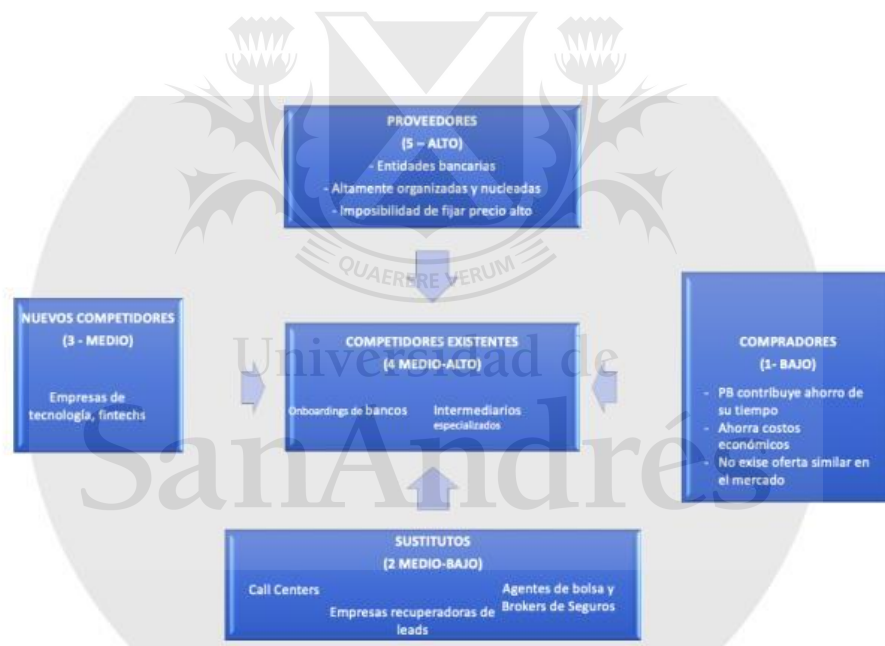 PROVEEDORES
(5 – ALTO)
- Entidades bancarias
- Altamente organizadas y nucleadas
- Imposibilidad de fijar precio alto
QUAERERE VERUM
NUEVOS COMPETIDORES
(3 - MEDIO)
Empresas de
tecnología, fintechs
COMPETIDORES EXISTENTES
(4 MEDIO-ALTO)
Onboardings de bancos
Intermediarios
especializados
COMPRADORES
(1- BAJO)
- PB contribuye ahorro de
su tiempo
- Ahorra costos
económicos
- No exise oferta similar en
el mercado
Universidad de
SanAndrés
SUSTITUTOS
(2 MEDIO-BAJO)
Call Centers
Empresas recuperadoras de
leads
Agentes de bolsa y
Brokers de Seguros